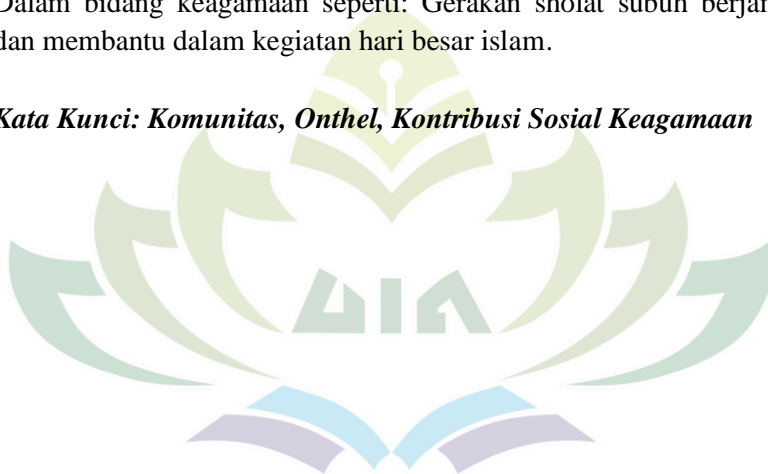 Dalam bidang keagamaan seperti: Gerakan sholat subuh
dan membantu dalam kegiatan hari besar islam.
Kata Kunci: Komunitas, Onthel, Kontribusi Sosial Keagamaan
UIN